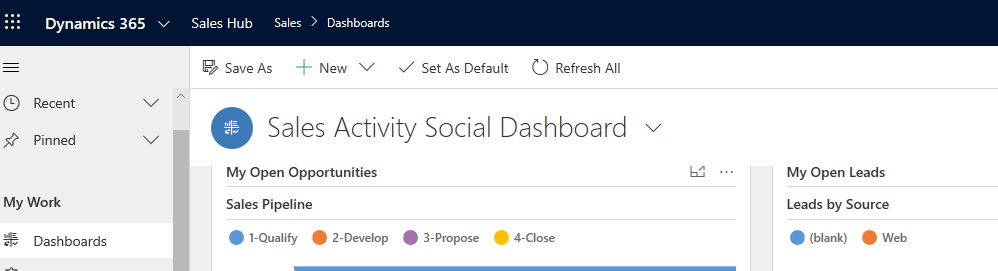 Dynamics 365 Sales Hub Sales > Dashboards
Save As New Set As Default Refresh All
Recent
Pinned
Sales Activity Social Dashboard
My Open Opportunities ...
My Open Leads
Sales Pipeline
Leads by Source
1-Qualify 2-Develop 3-Propose 4-Close
(blank) Web
My Work
Dashboards